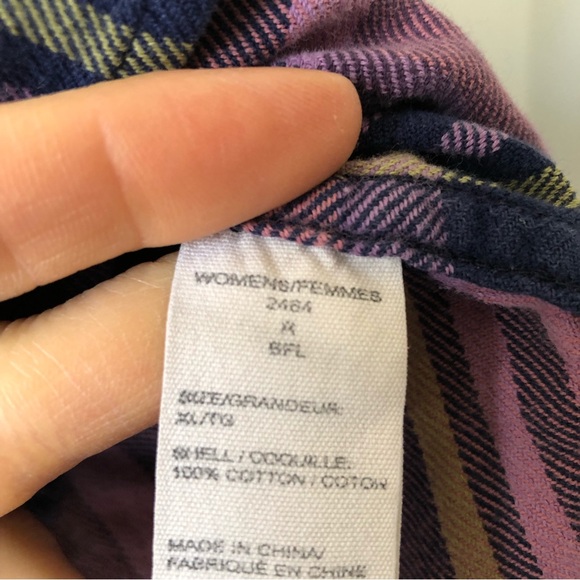 WOMENS/FEMMES
2464
R
BFL
SIZE/GRANDEUR:
XL/TG
SHELL / COQUILLE:
100% COTTON / COTON
MADE IN CHINA/
FABRIQUÉ EN CHINE